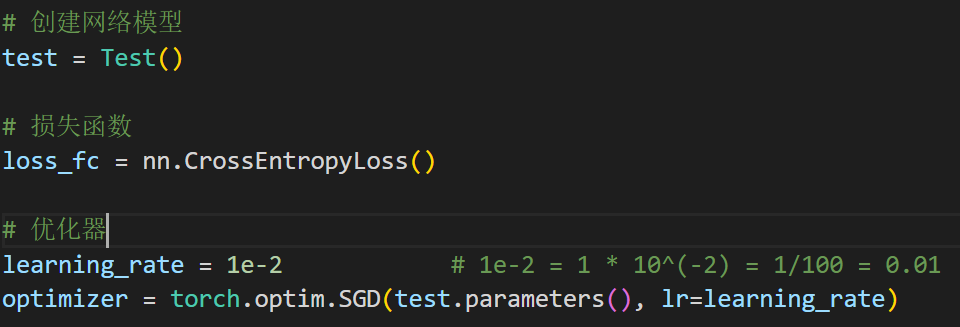 # 创建网络模型
test = Test()
# 损失函数
loss_fc = nn.CrossEntropyLoss()
# 优化器
learning_rate = 1e-2           # 1e-2 = 1 * 10^(-2) = 1/100 = 0.01
optimizer = torch.optim.SGD(test.parameters(), lr=learning_rate)